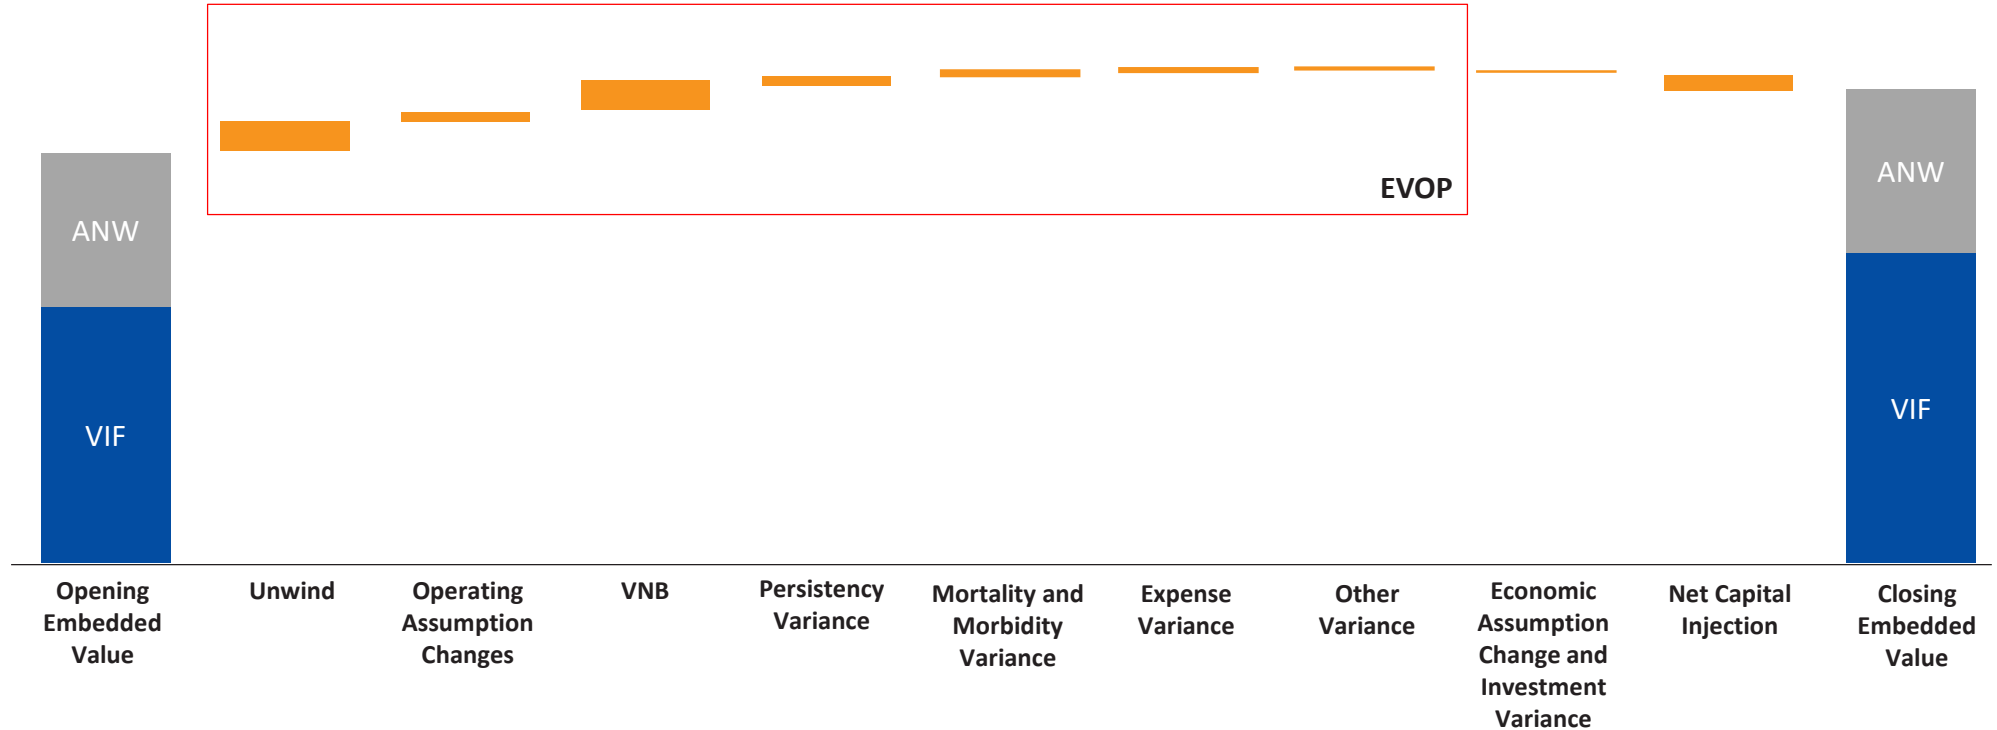 ANW
VIF
EVOP
ANW
VIF
Opening
Embedded
Value
Unwind
Operating
Assumption
Changes
VNB
Persistency
Variance
Mortality and
Morbidity
Variance
Expense
Variance
Other
Variance
Economic
Assumption
Change and
Investment
Variance
Net Capital
Injection
Closing
Embedded
Value